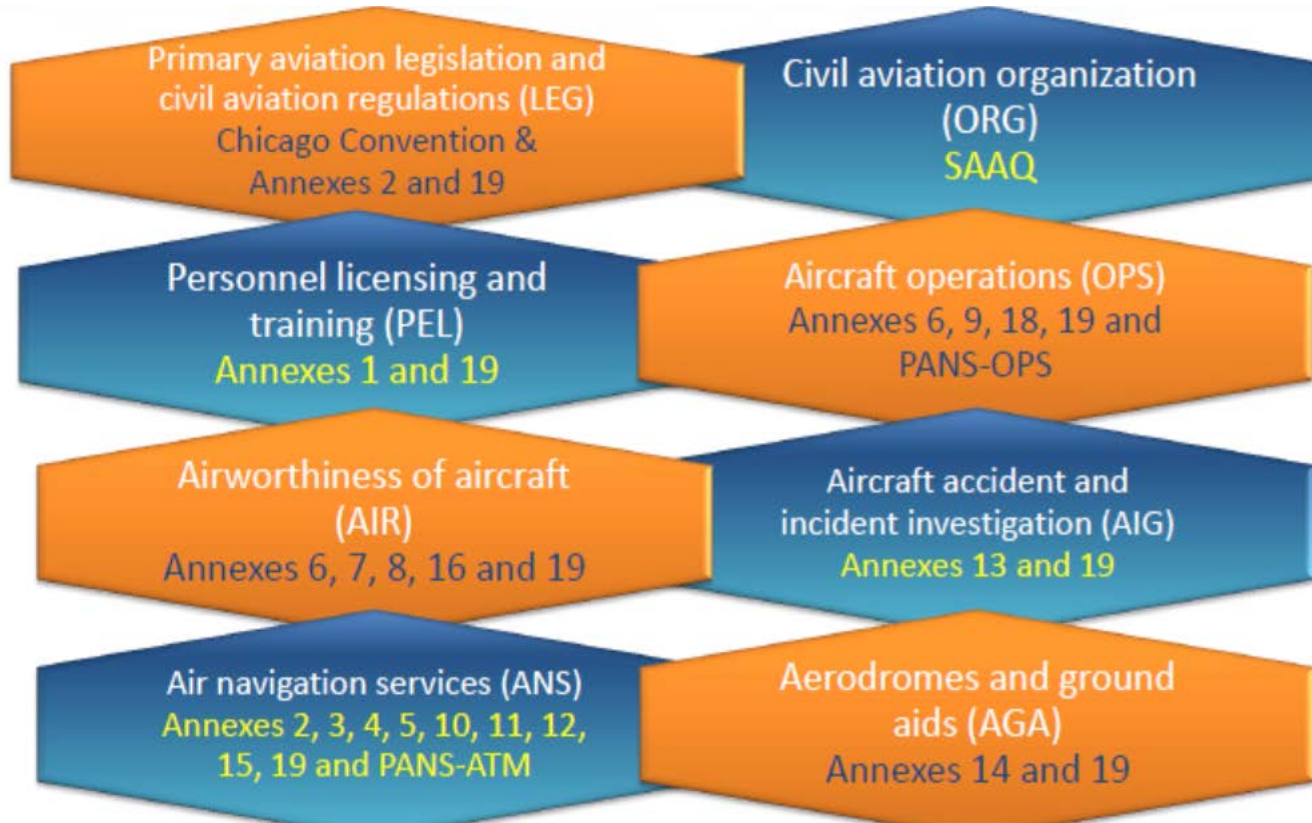 Primary aviation legislation and
civil aviation regulations (LEG)
Chicago Convention &
Annexes 2 and 19
Civil aviation organization
(ORG)
SAAQ
Personnel licensing and
training (PEL)
Annexes 1 and 19
Aircraft operations (OPS)
Annexes 6, 9, 18, 19 and
PANS-OPS
Airworthiness of aircraft
(AIR)
Annexes 6, 7, 8, 16 and 19
Aircraft accident and
incident investigation (AIG)
Annexes 13 and 19
Air navigation services (ANS)
Annexes 2, 3, 4, 5, 10, 11, 12,
15, 19 and PANS-ATM
Aerodromes and ground
aids (AGA)
Annexes 14 and 19